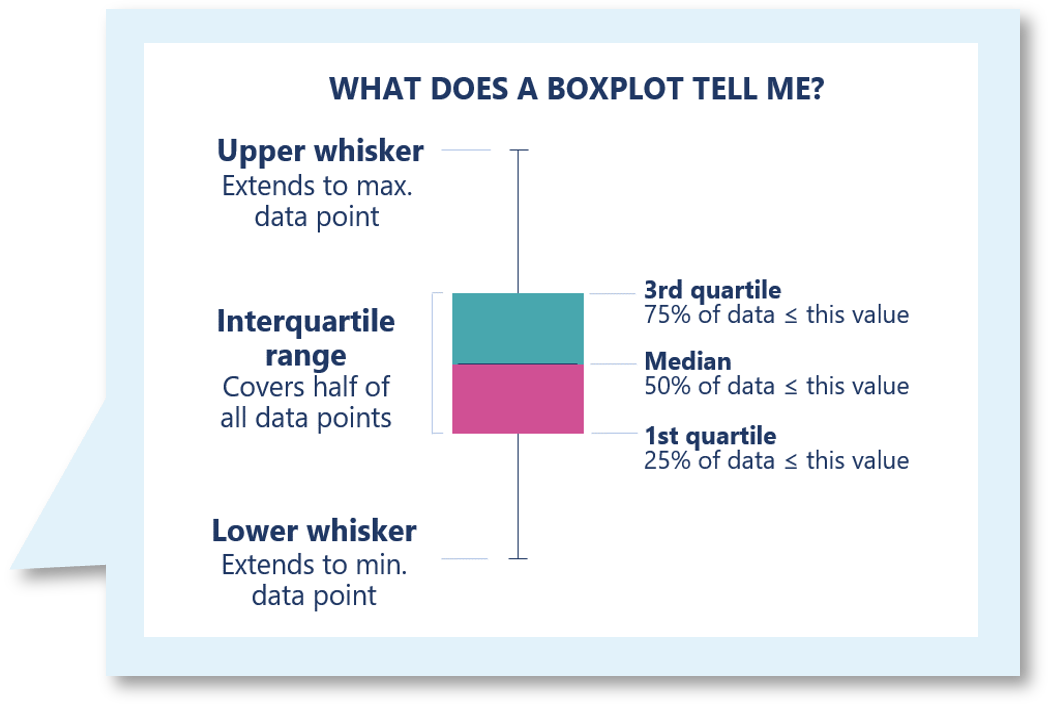 WHAT DOES A BOXPLOT TELL ME?
Upper whisker
Extends to max.
data point
Interquartile
range
Covers half of
all data points
Lower whisker
Extends to min.
data point
3rd quartile
75% of data ≤ this value
Median
50% of data ≤ this value
1st quartile
25% of data ≤ this value